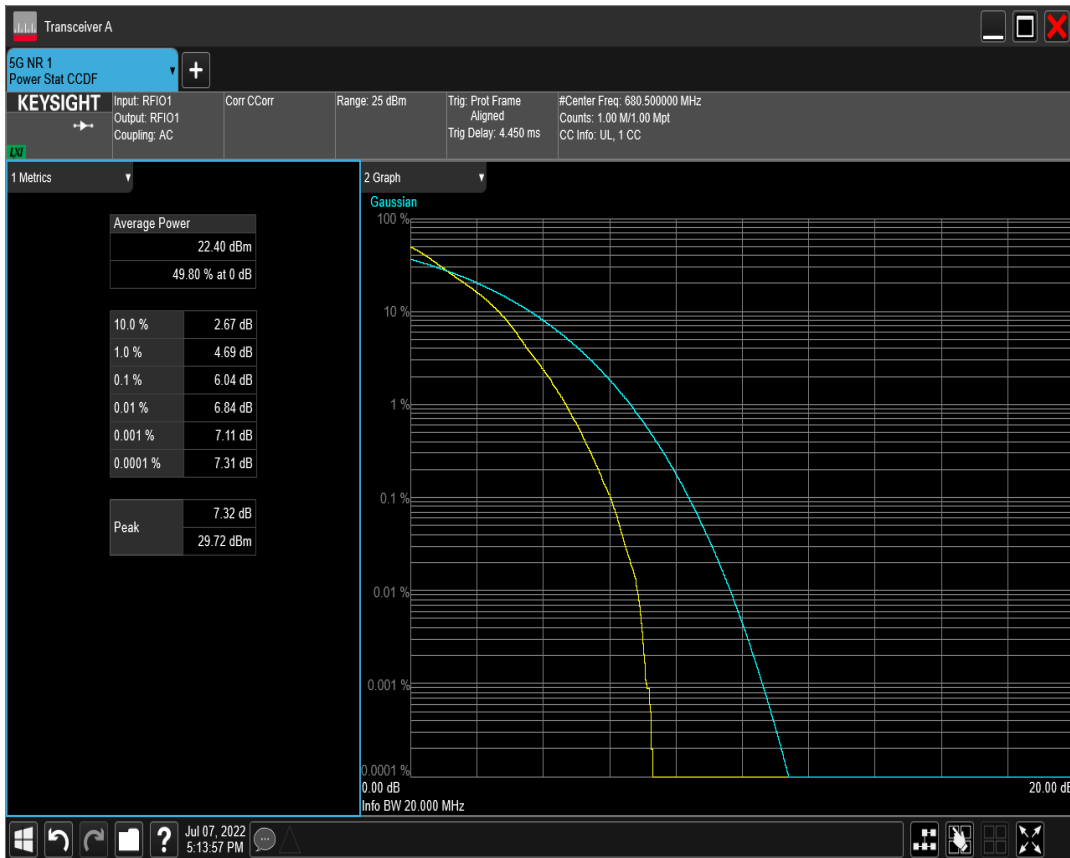 Transceiver A
5G NR 1
Power Stat CCDF
+
KEYSIGHT
LXI
Input: RFIO1
Output: RFIO1
Coupling: AC
Corr CCorr
Range: 25 dBm
Trig: Prot Frame
Aligned
Trig Delay: 4.450 ms
#Center Freq: 680.500000 MHz
Counts: 1.00 M/1.00 Mpt
CC Info: UL, 1 CC
1 Metrics
Average Power
22.40 dBm
49.80 % at 0 dB
10.0 % 2.67 dB
1.0 % 4.69 dB
0.1 % 6.04 dB
0.01 % 6.84 dB
0.001 % 7.11 dB
0.0001 % 7.31 dB
Peak 7.32 dB
29.72 dBm
2 Graph
Gaussian
100 %
10 %
1 %
0.1 %
0.01 %
0.001 %
0.0001 %
0.00 dB 20.00 dB
Info BW 20.000 MHz
?
Jul 07, 2022
5:13:57 PM